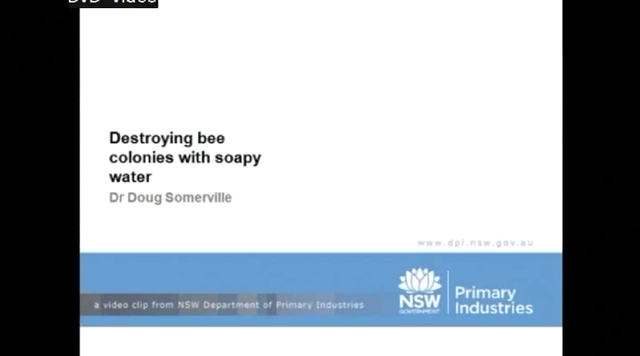 DVD Video
Destroying bee
colonies with soapy
water
Dr Doug Somerville
www.dpi.nsw.gov.au
a video clip from NSW Department of Primary Industries
NSW
GOVERNMENT
Primary
Industries